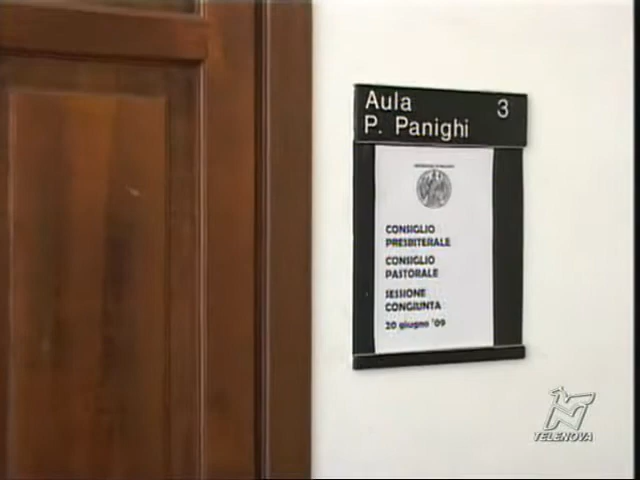 Aula 3
P. Panighi
CONSIGLIO
PRESBITERALE
CONSIGLIO
PASTORALE
SESSIONE
CONGIUNTA
20 giugno '09
TELENOVA